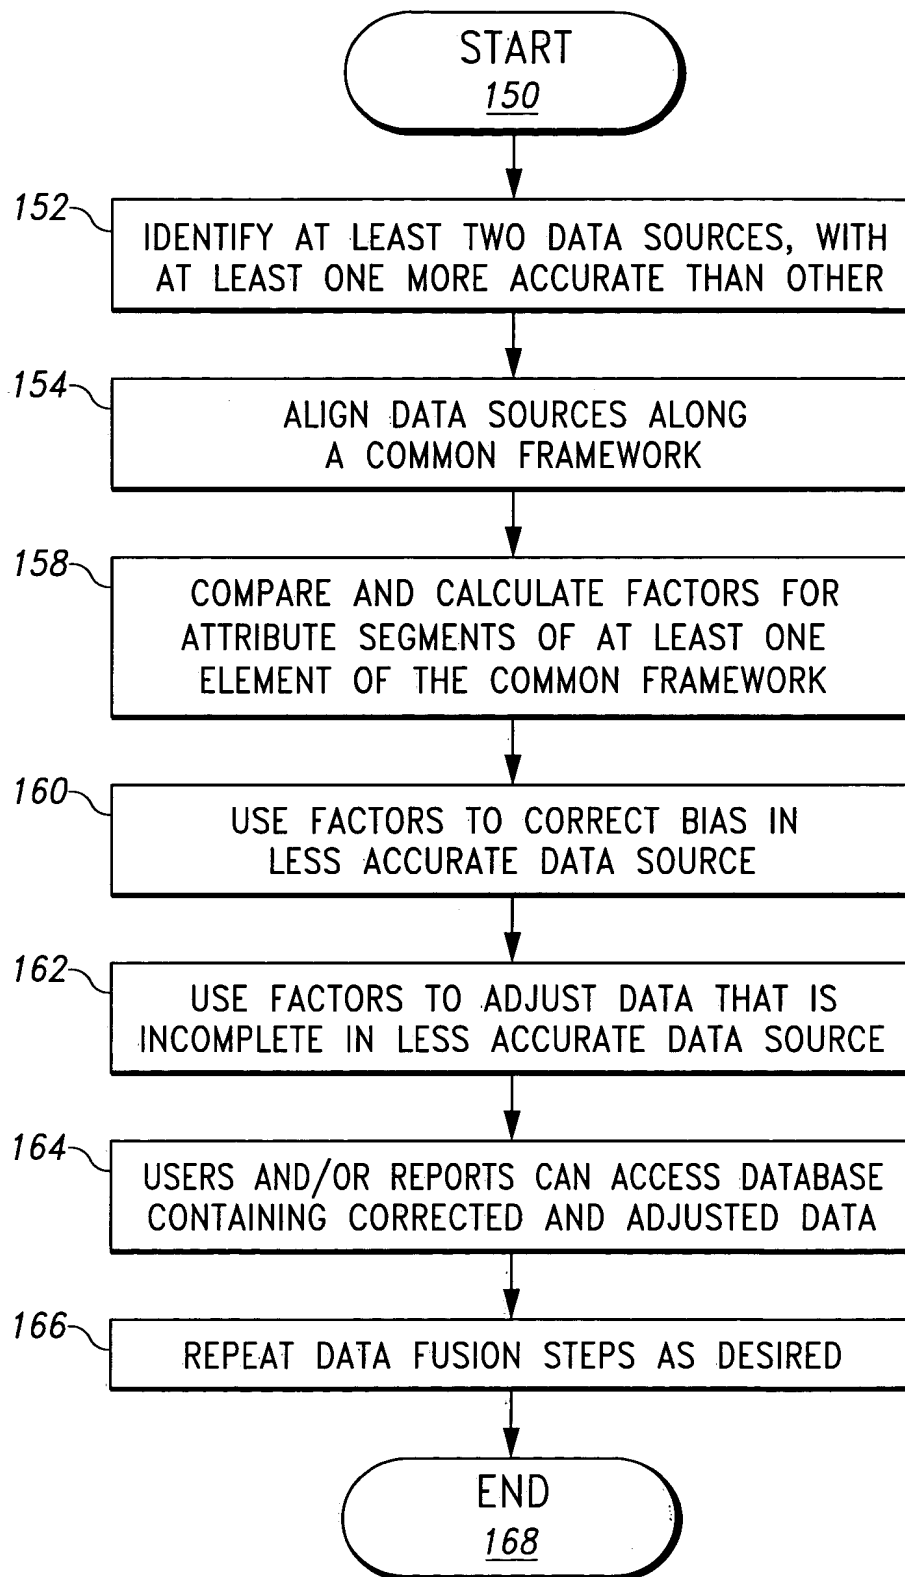 START
150
152
IDENTIFY AT LEAST TWO DATA SOURCES, WITH
AT LEAST ONE MORE ACCURATE THAN OTHER
154
ALIGN DATA SOURCES ALONG
A COMMON FRAMEWORK
158
COMPARE AND CALCULATE FACTORS FOR
ATTRIBUTE SEGMENTS OF AT LEAST ONE
ELEMENT OF THE COMMON FRAMEWORK
160
USE FACTORS TO CORRECT BIAS IN
LESS ACCURATE DATA SOURCE
162
USE FACTORS TO ADJUST DATA THAT IS
INCOMPLETE IN LESS ACCURATE DATA SOURCE
164
USERS AND/OR REPORTS CAN ACCESS DATABASE
CONTAINING CORRECTED AND ADJUSTED DATA
166
REPEAT DATA FUSION STEPS AS DESIRED
END
168